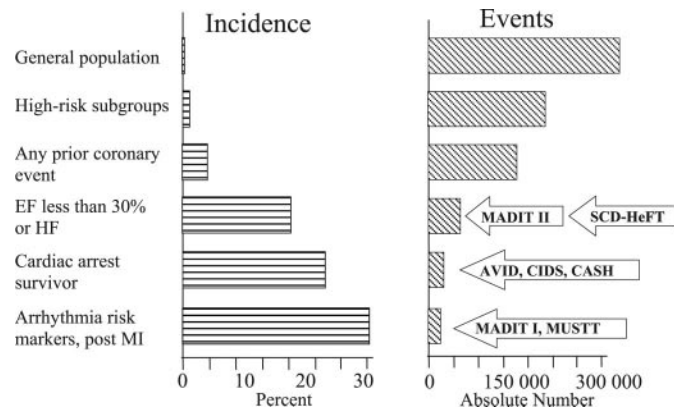 Incidence
Events
General population
High-risk subgroups
Any prior coronary
event
EF less than 30%
or HF
MADIT II
SCD-HeFT
Cardiac arrest
survivor
AVID, CIDS, CASH
Arrhythmia risk
markers, post MI
MADIT I, MUSTT
0 10 20 30
Percent
0 150 000 300 000
Absolute Number